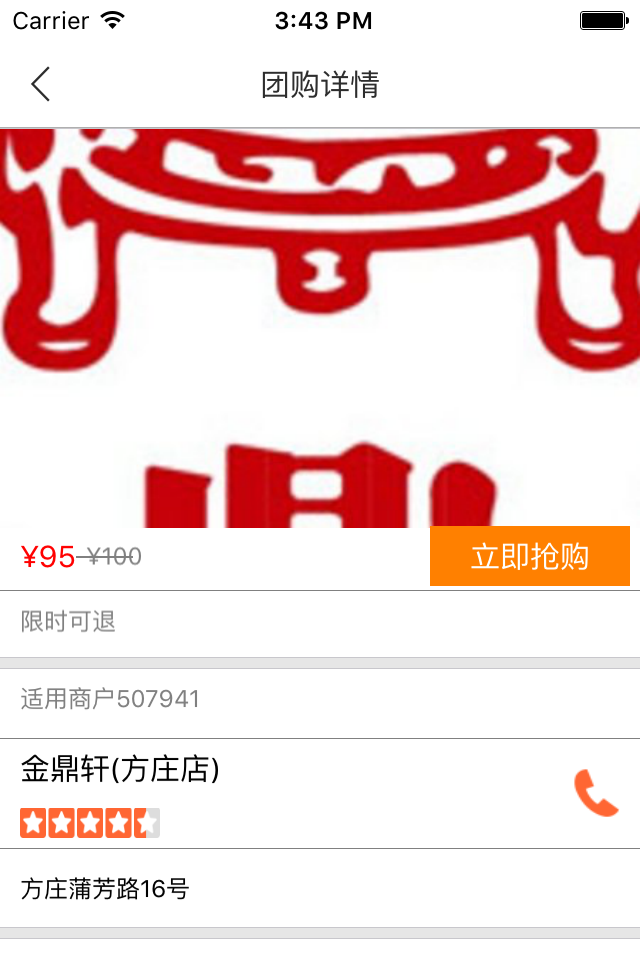 Carrier 3:43 PM
团购详情
¥95 ¥100 立即抢购
限时可退
适用商户507941
金鼎轩(方庄店)
方庄蒲芳路16号